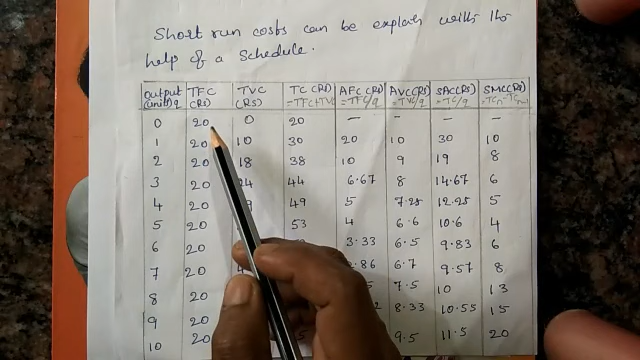 Short run costs can be explain with the
help of a Schedule.
output (units) q TFC (Rs) TVC (RS) TC (RS) =TFC+TVC AFC (RS) =TFC/q AVC (RS) =TVC/q SAC (RS) =TC/q SMC (RS)
0 20 0 20 - - - -
1 20 10 30 20 10 30 10
2 20 18 38 10 9 19 8
3 20 24 44 6.67 8 14.67 6
4 20 49 5 7.25 12.25 5
5 20 53 4 6.6 10.6 4
6 20 3.33 6.5 9.83 6
7 20 .86 6.7 9.57 8
8 20 7.5 10 13
9 20 8.33 10.55 15
10 20 9.5 11.5 20